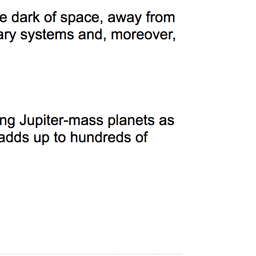 e dark of space, away from
ary systems and, moreover,
ng Jupiter-mass planets as
adds up to hundreds of